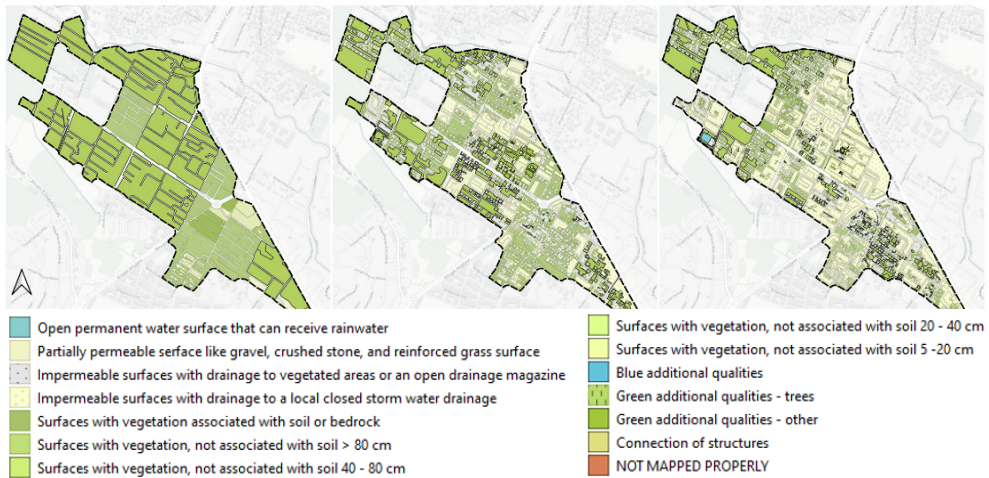 Open permanent water surface that can receive rainwater
Partially permeable serface like gravel, crushed stone, and reinforced grass surface
Impermeable surfaces with drainage to vegetated areas or an open drainage magazine
Impermeable surfaces with drainage to a local closed storm water drainage
Surfaces with vegetation associated with soil or bedrock
Surfaces with vegetation, not associated with soil > 80 cm
Surfaces with vegetation, not associated with soil 40 - 80 cm
Surfaces with vegetation, not associated with soil 20 - 40 cm
Surfaces with vegetation, not associated with soil 5 -20 cm
Blue additional qualities
Green additional qualities - trees
Green additional qualities - other
Connection of structures
NOT MAPPED PROPERLY